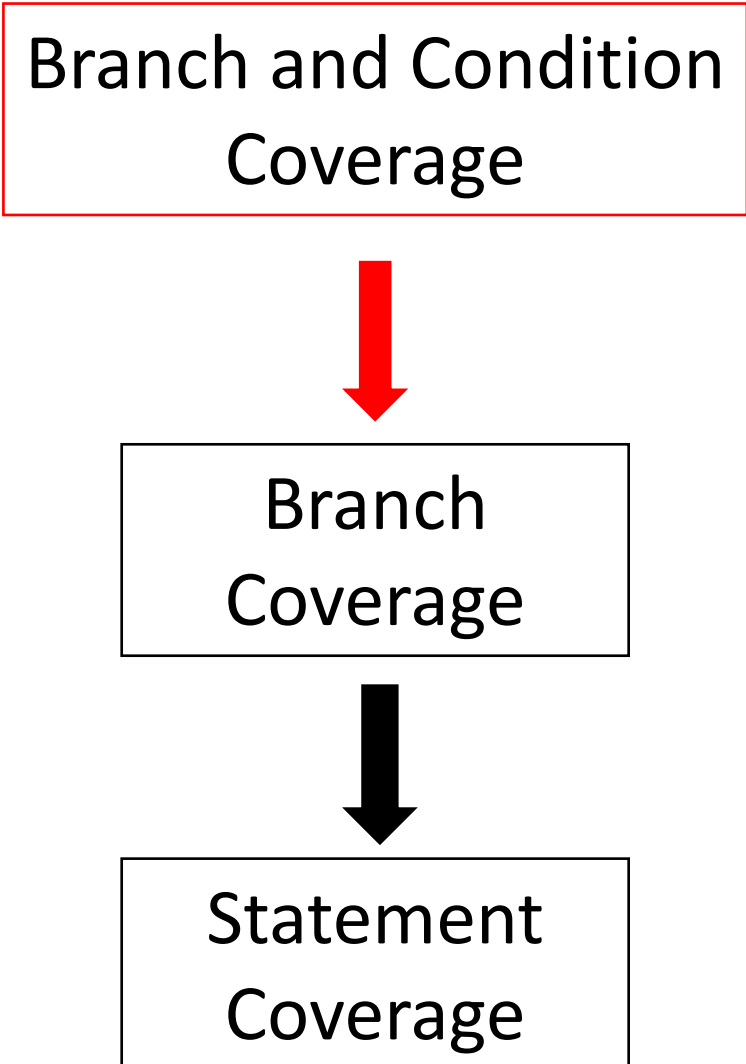 Branch and Condition
Coverage
Branch
Coverage
Statement
Coverage